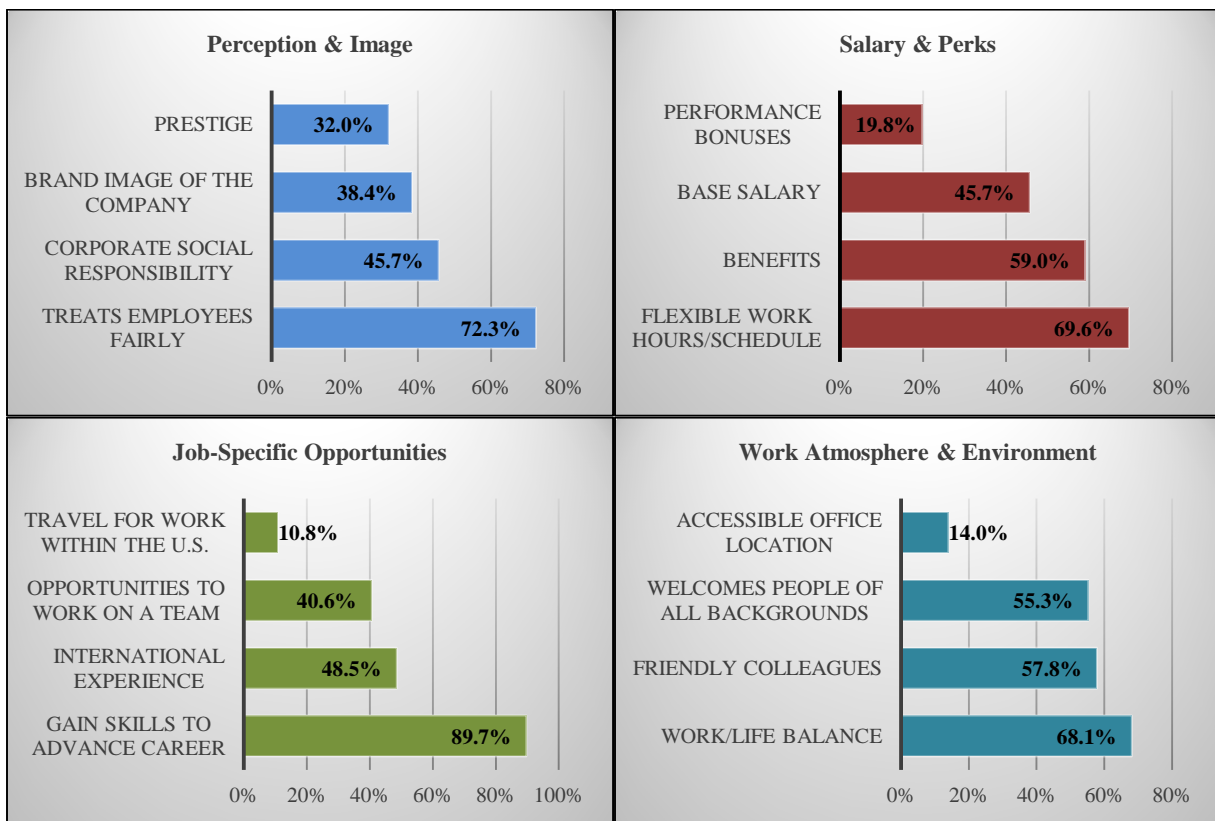 Perception & Image
PRESTIGE
32.0%
BRAND IMAGE OF THE
COMPANY
38.4%
CORPORATE SOCIAL
RESPONSIBILITY
45.7%
TREATS EMPLOYEES
FAIRLY
72.3%
0% 20% 40% 60% 80%
Salary & Perks
PERFORMANCE
BONUSES
19.8%
BASE SALARY
45.7%
BENEFITS
59.0%
FLEXIBLE WORK
HOURS/SCHEDULE
69.6%
0% 20% 40% 60% 80%
Job-Specific Opportunities
TRAVEL FOR WORK
WITHIN THE U.S.
10.8%
OPPORTUNITIES TO
WORK ON A TEAM
40.6%
INTERNATIONAL
EXPERIENCE
48.5%
GAIN SKILLS TO
ADVANCE CAREER
89.7%
0% 20% 40% 60% 80% 100%
Work Atmosphere & Environment
ACCESSIBLE OFFICE
LOCATION
14.0%
WELCOMES PEOPLE OF
ALL BACKGROUNDS
55.3%
FRIENDLY COLLEAGUES
57.8%
WORK/LIFE BALANCE
68.1%
0% 20% 40% 60% 80%